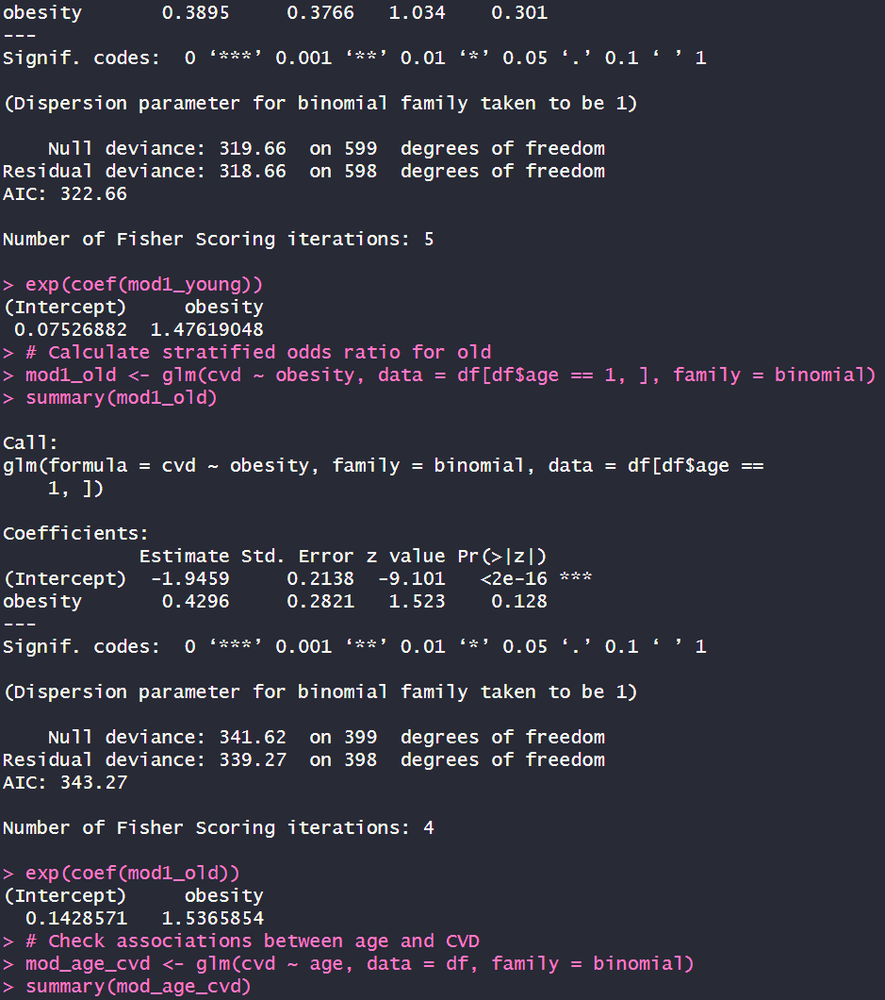 obesity       0.3895     0.3766   1.034    0.301
---
Signif. codes:  0 ‘***’ 0.001 ‘**’ 0.01 ‘*’ 0.05 ‘.’ 0.1 ‘ ’ 1
(Dispersion parameter for binomial family taken to be 1)
    Null deviance: 319.66  on 599  degrees of freedom
Residual deviance: 318.66  on 598  degrees of freedom
AIC: 322.66
Number of Fisher Scoring iterations: 5
> exp(coef(mod1_young))
(Intercept)     obesity
 0.07526882  1.47619048
> # Calculate stratified odds ratio for old
> mod1_old <- glm(cvd ~ obesity, data = df[df$age == 1, ], family = binomial)
> summary(mod1_old)
Call:
glm(formula = cvd ~ obesity, family = binomial, data = df[df$age ==
    1, ])
Coefficients:
            Estimate Std. Error z value Pr(>|z|)
(Intercept)  -1.9459     0.2138  -9.101   <2e-16 ***
obesity       0.4296     0.2821   1.523    0.128
---
Signif. codes:  0 ‘***’ 0.001 ‘**’ 0.01 ‘*’ 0.05 ‘.’ 0.1 ‘ ’ 1
(Dispersion parameter for binomial family taken to be 1)
    Null deviance: 341.62  on 399  degrees of freedom
Residual deviance: 339.27  on 398  degrees of freedom
AIC: 343.27
Number of Fisher Scoring iterations: 4
> exp(coef(mod1_old))
(Intercept)     obesity
  0.1428571   1.5365854
> # Check associations between age and CVD
> mod_age_cvd <- glm(cvd ~ age, data = df, family = binomial)
> summary(mod_age_cvd)